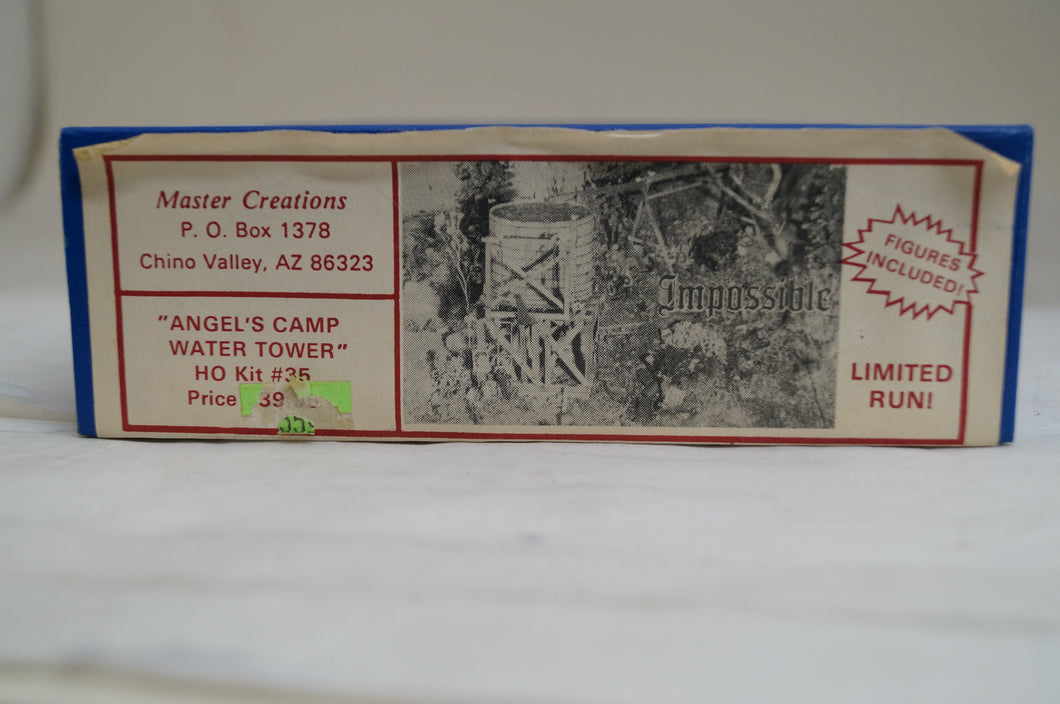 Master Creations
P. O. Box 1378
Chino Valley, AZ 86323
"ANGEL'S CAMP
WATER TOWER"
HO Kit #35
Price 39
Impossible
FIGURES
INCLUDED!
LIMITED
RUN!